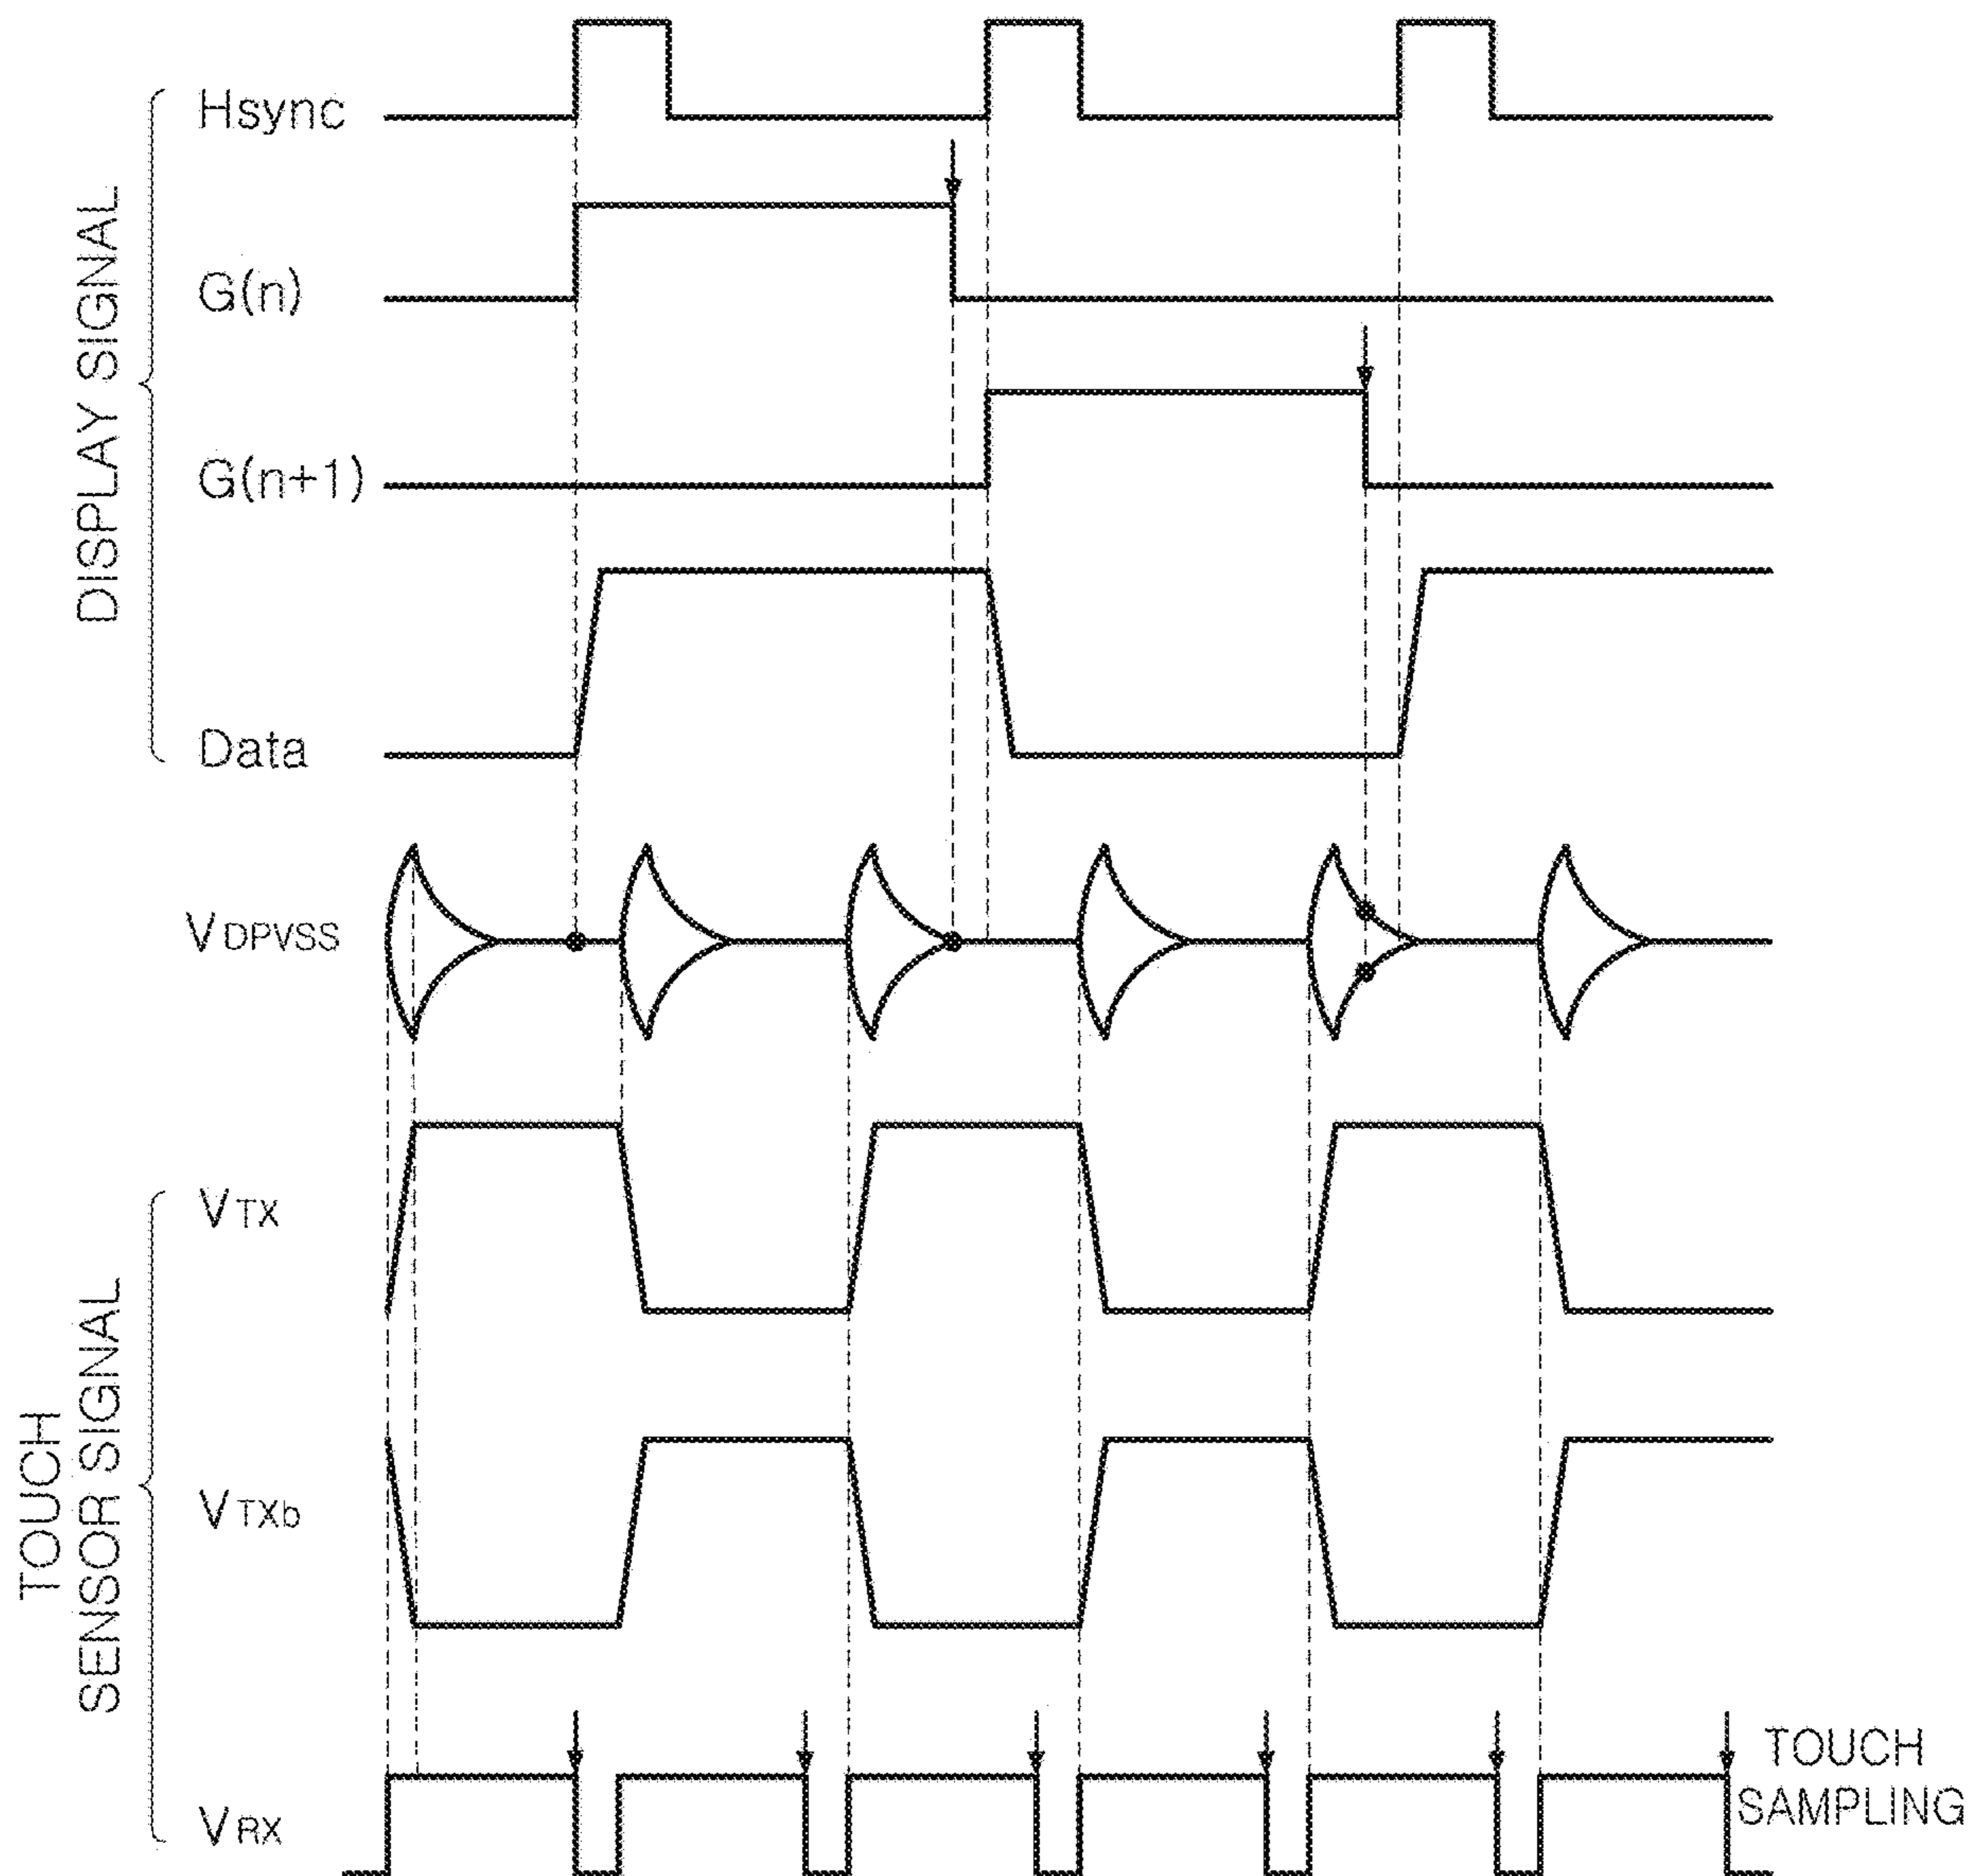 DISPLAY SIGNAL
Hsync
G(n)
G(n+1)
Data
VDPVSS
TOUCH
SENSOR SIGNAL
VTX
VTXb
VRX
TOUCH
SAMPLING